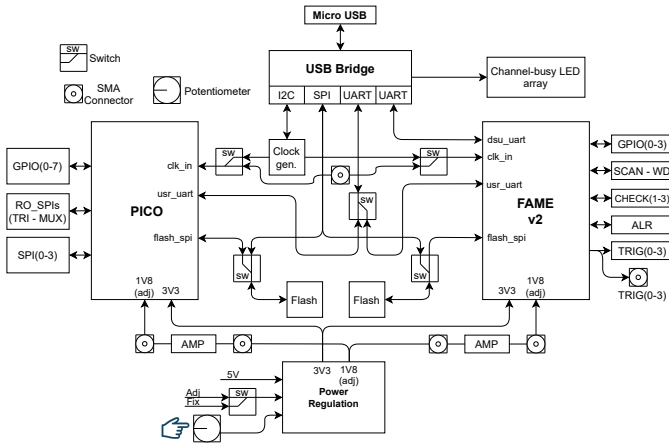 Micro USB
SW
Switch
SMA
Connector
Potentiometer
USB Bridge
I2C SPI UART UART
Channel-busy LED
array
Clock
gen.
SW
SW
GPIO(0-7)
RO_SPIs
(TRI - MUX)
SPI(0-3)
PICO
clk_in
usr_uart
flash_spi
1V8
(adj)
3V3
SW
SW
SW
Flash
Flash
dsu_uart
clk_in
usr_uart
FAME
v2
flash_spi
3V3
1V8
(adj)
GPIO(0-3)
SCAN - WD
CHECK(1-3)
ALR
TRIG(0-3)
TRIG(0-3)
AMP
AMP
3V3
1V8
(adj)
Power
Regulation
5V
Adj
Fix
SW